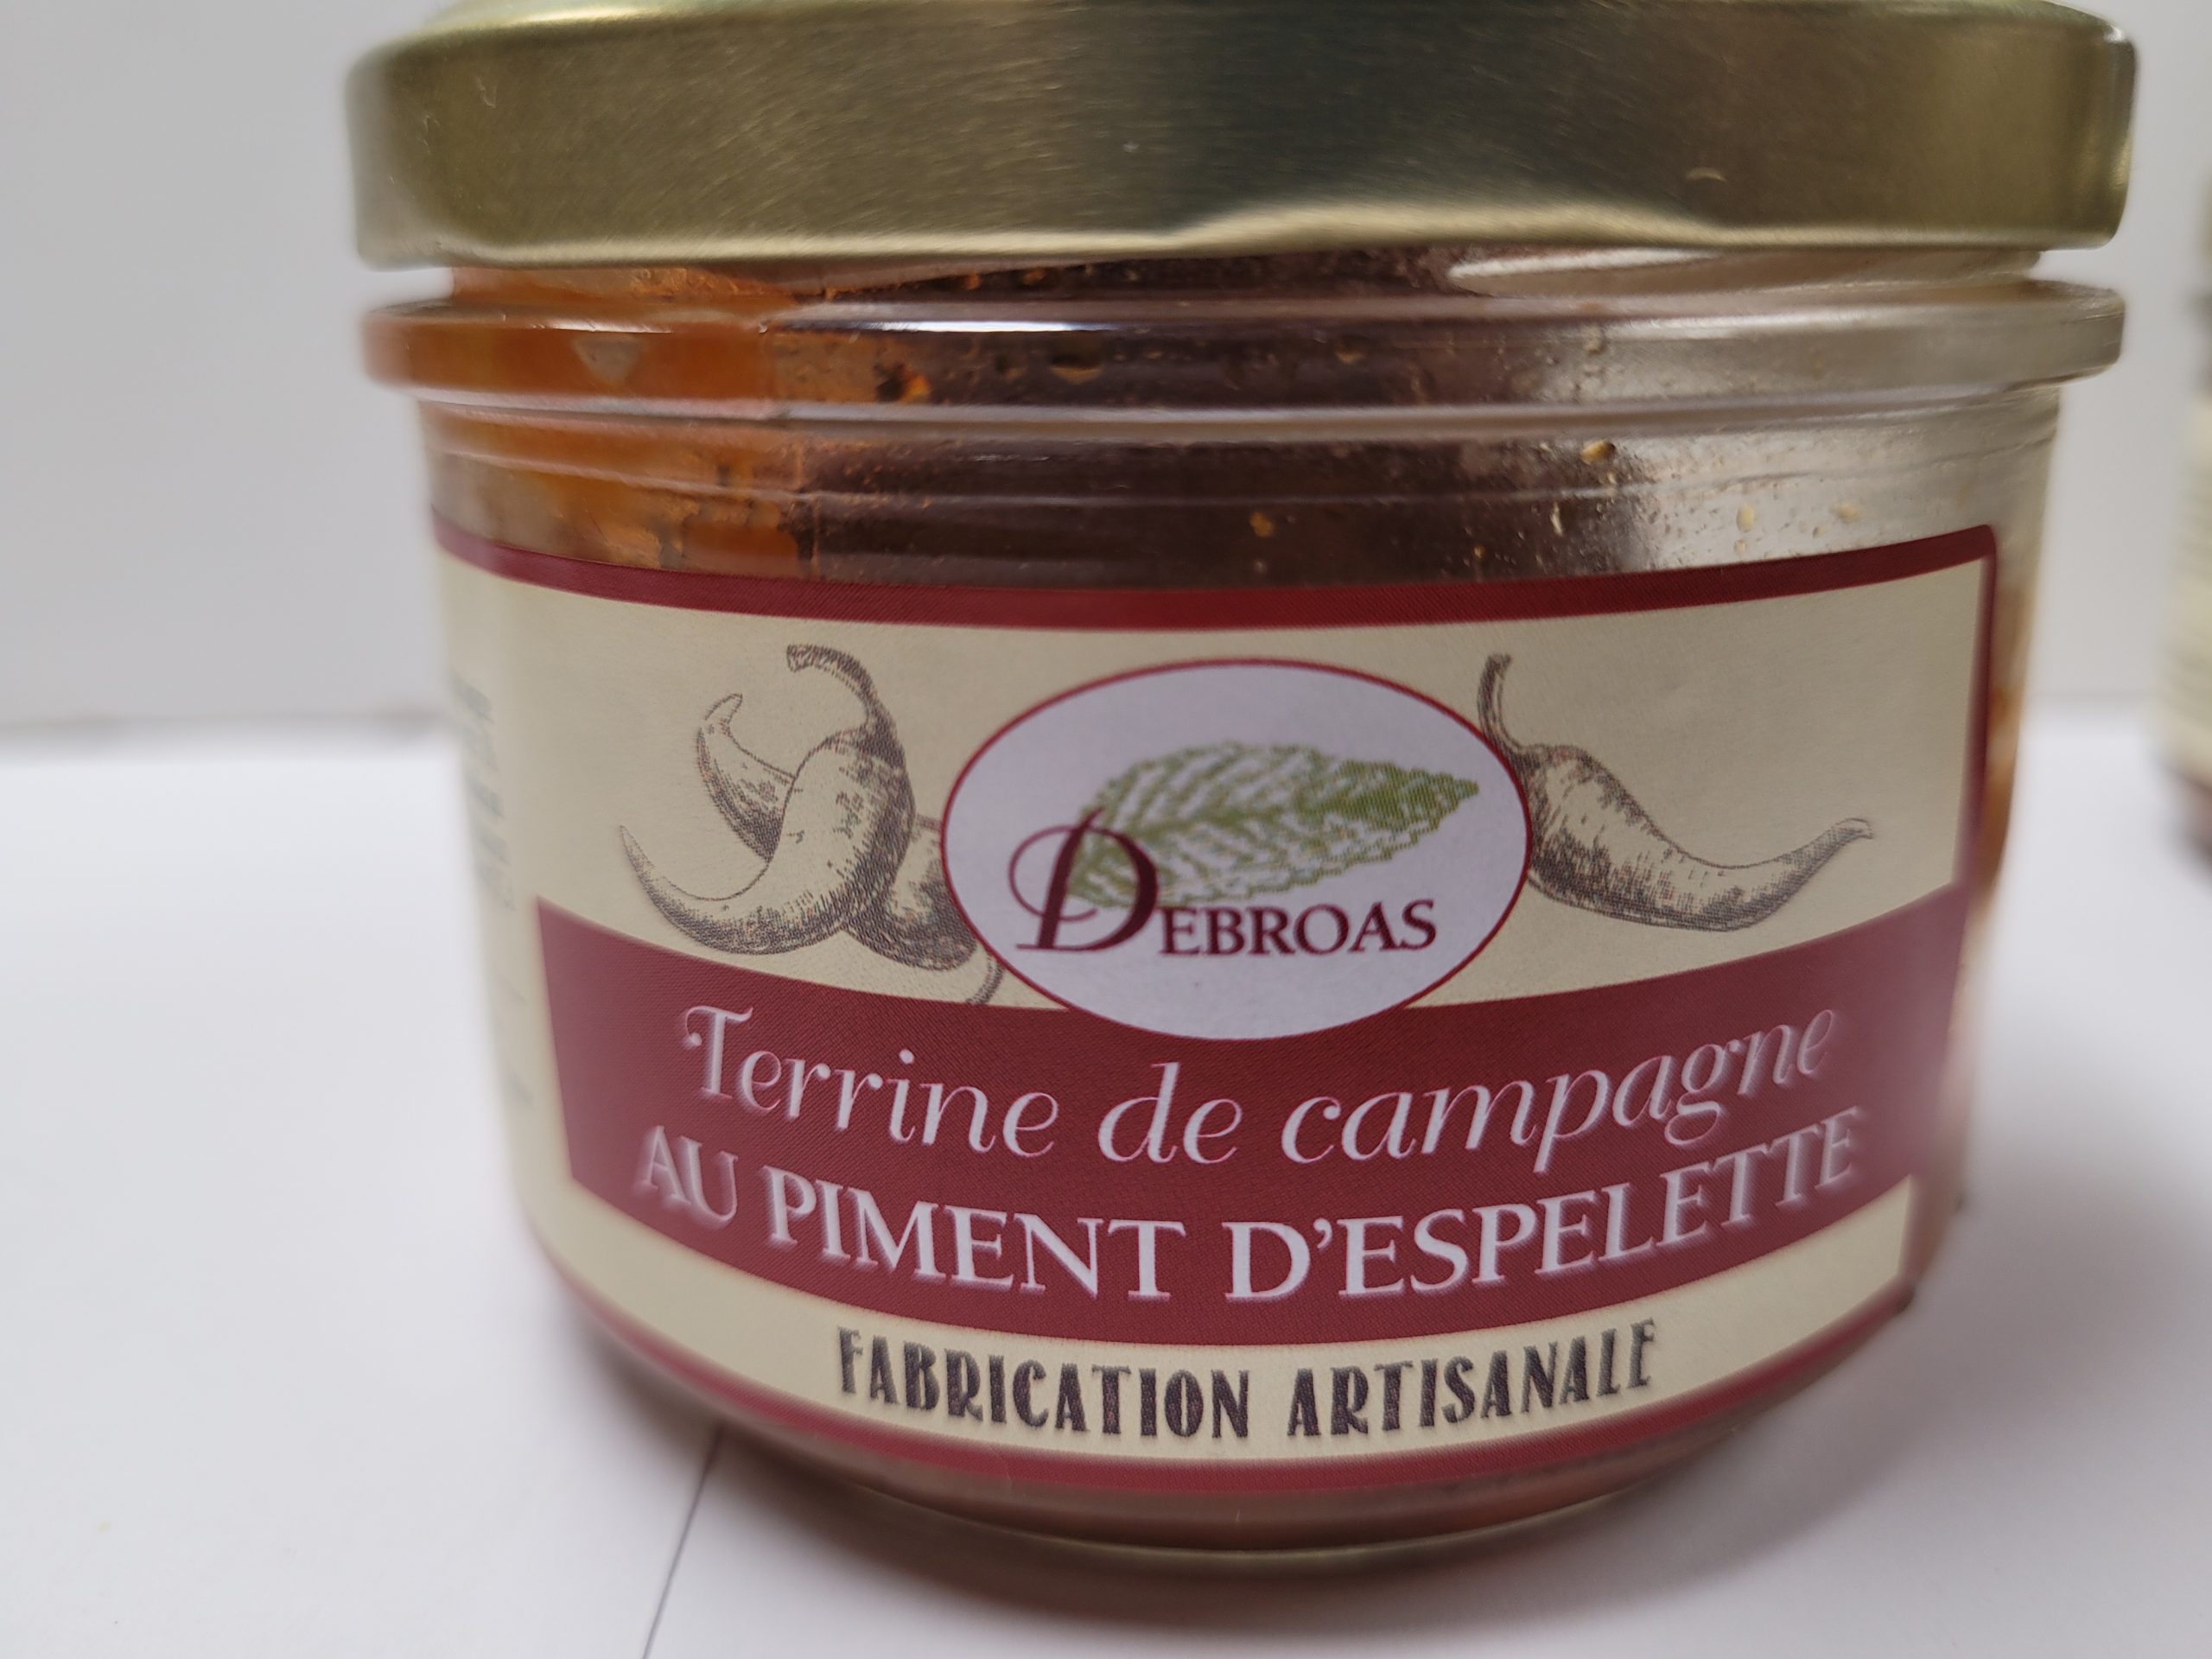 DEBROAS
Terrine de campagne
AU PIMENT D'ESPELETTE
FABRICATION ARTISANALE